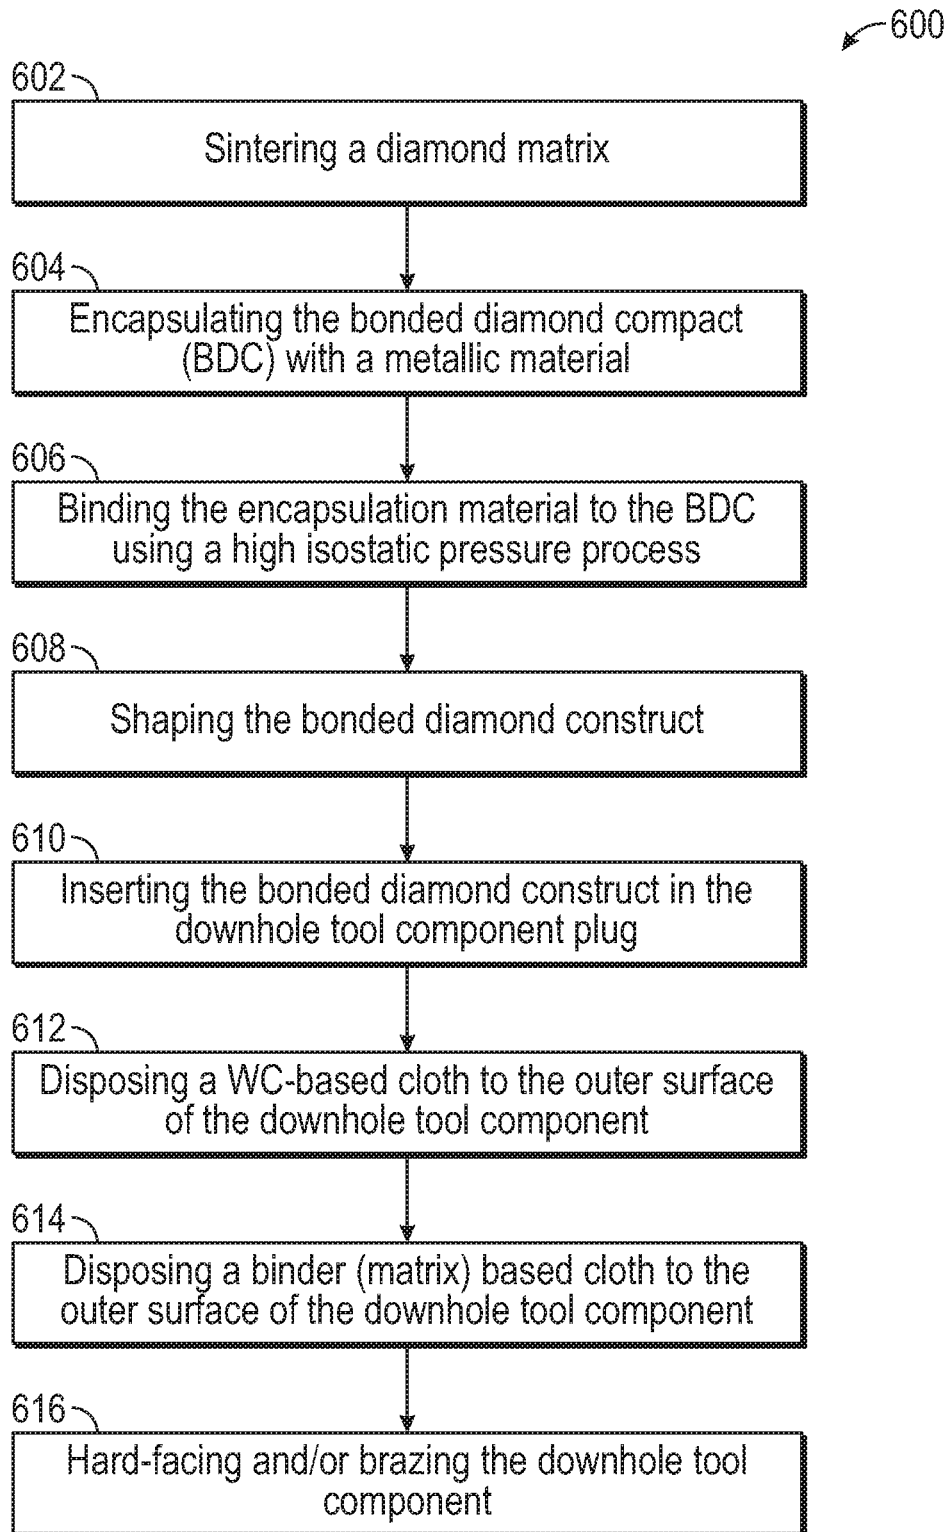 600
602
Sintering a diamond matrix
604
Encapsulating the bonded diamond compact
(BDC) with a metallic material
606
Binding the encapsulation material to the BDC
using a high isostatic pressure process
608
Shaping the bonded diamond construct
610
Inserting the bonded diamond construct in the
downhole tool component plug
612
Disposing a WC-based cloth to the outer surface
of the downhole tool component
614
Disposing a binder (matrix) based cloth to the
outer surface of the downhole tool component
616
Hard-facing and/or brazing the downhole tool
component